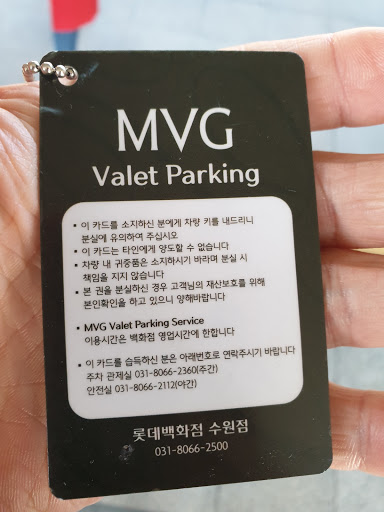 MVG
Valet Parking
• 이 카드를 소지하신 분에게 차량 키를 내드리니
분실에 유의하여 주십시오
• 이 카드는 타인에게 양도할 수 없습니다
• 차량 내 귀중품은 소지하시기 바라며 분실 시
책임을 지지 않습니다
• 본 권을 분실하신 경우 고객님의 재산보호를 위해
본인확인을 하고 있으니 양해바랍니다
• MVG Valet Parking Service
이용시간은 백화점 영업시간에 한합니다
• 이 카드를 습득하신 분은 아래번호로 연락주시기 바랍니다
주차 관제실 031-8066-2360(주간)
안전실 031-8066-2112(야간)
롯데백화점 수원점
031-8066-2500